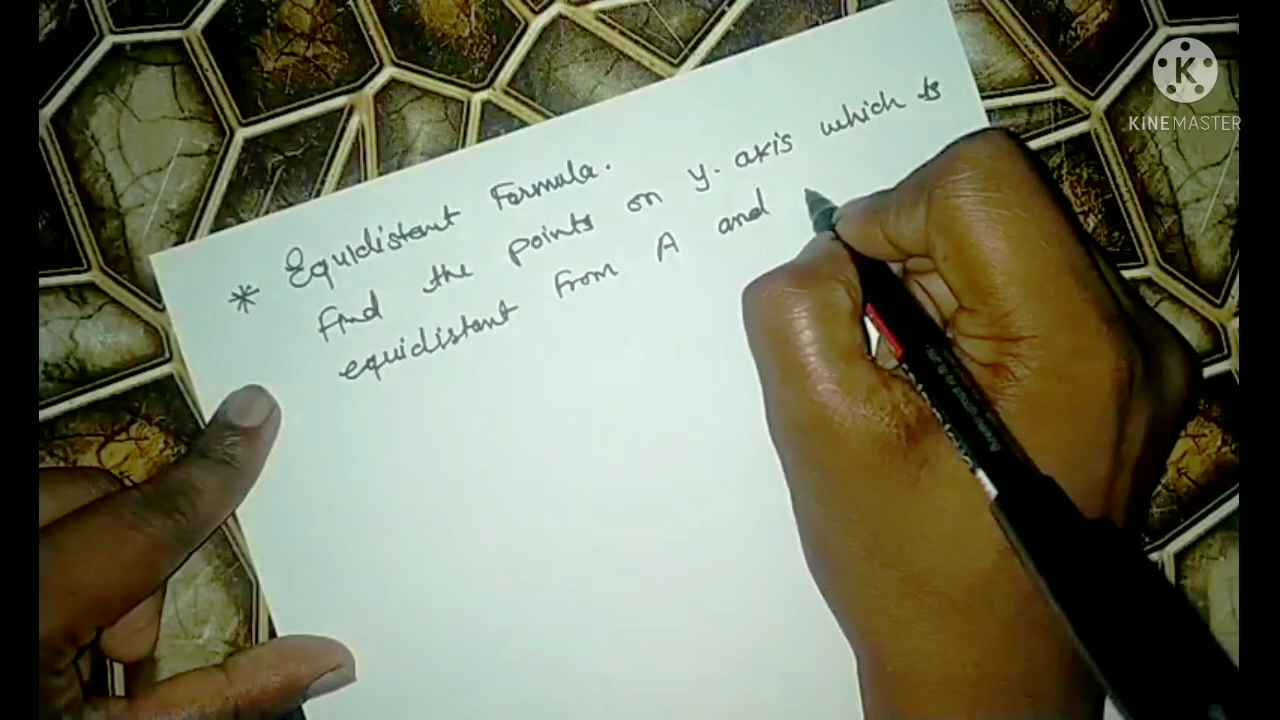 * Equidistant Formula.
Find the points on y. axis which is
equidistant from A and
K
KINEMASTER